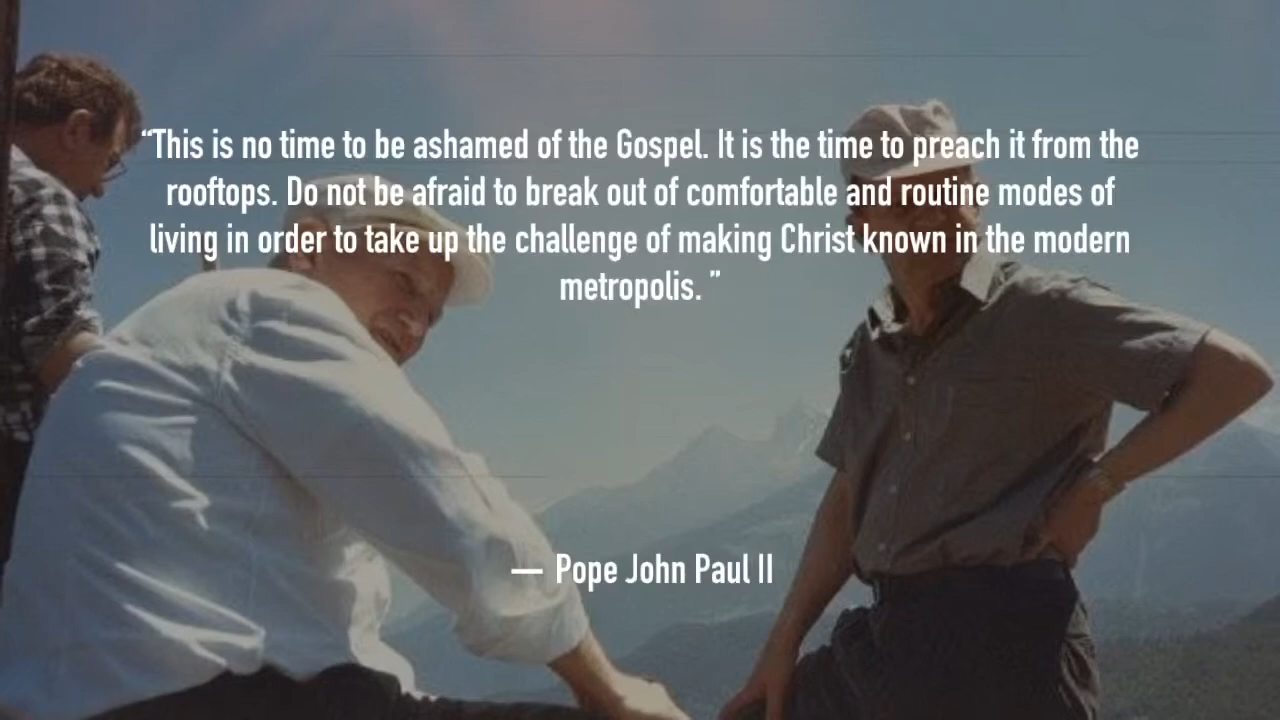 “This is no time to be ashamed of the Gospel. It is the time to preach it from the
rooftops. Do not be afraid to break out of comfortable and routine modes of
living in order to take up the challenge of making Christ known in the modern
metropolis. ”
— Pope John Paul II